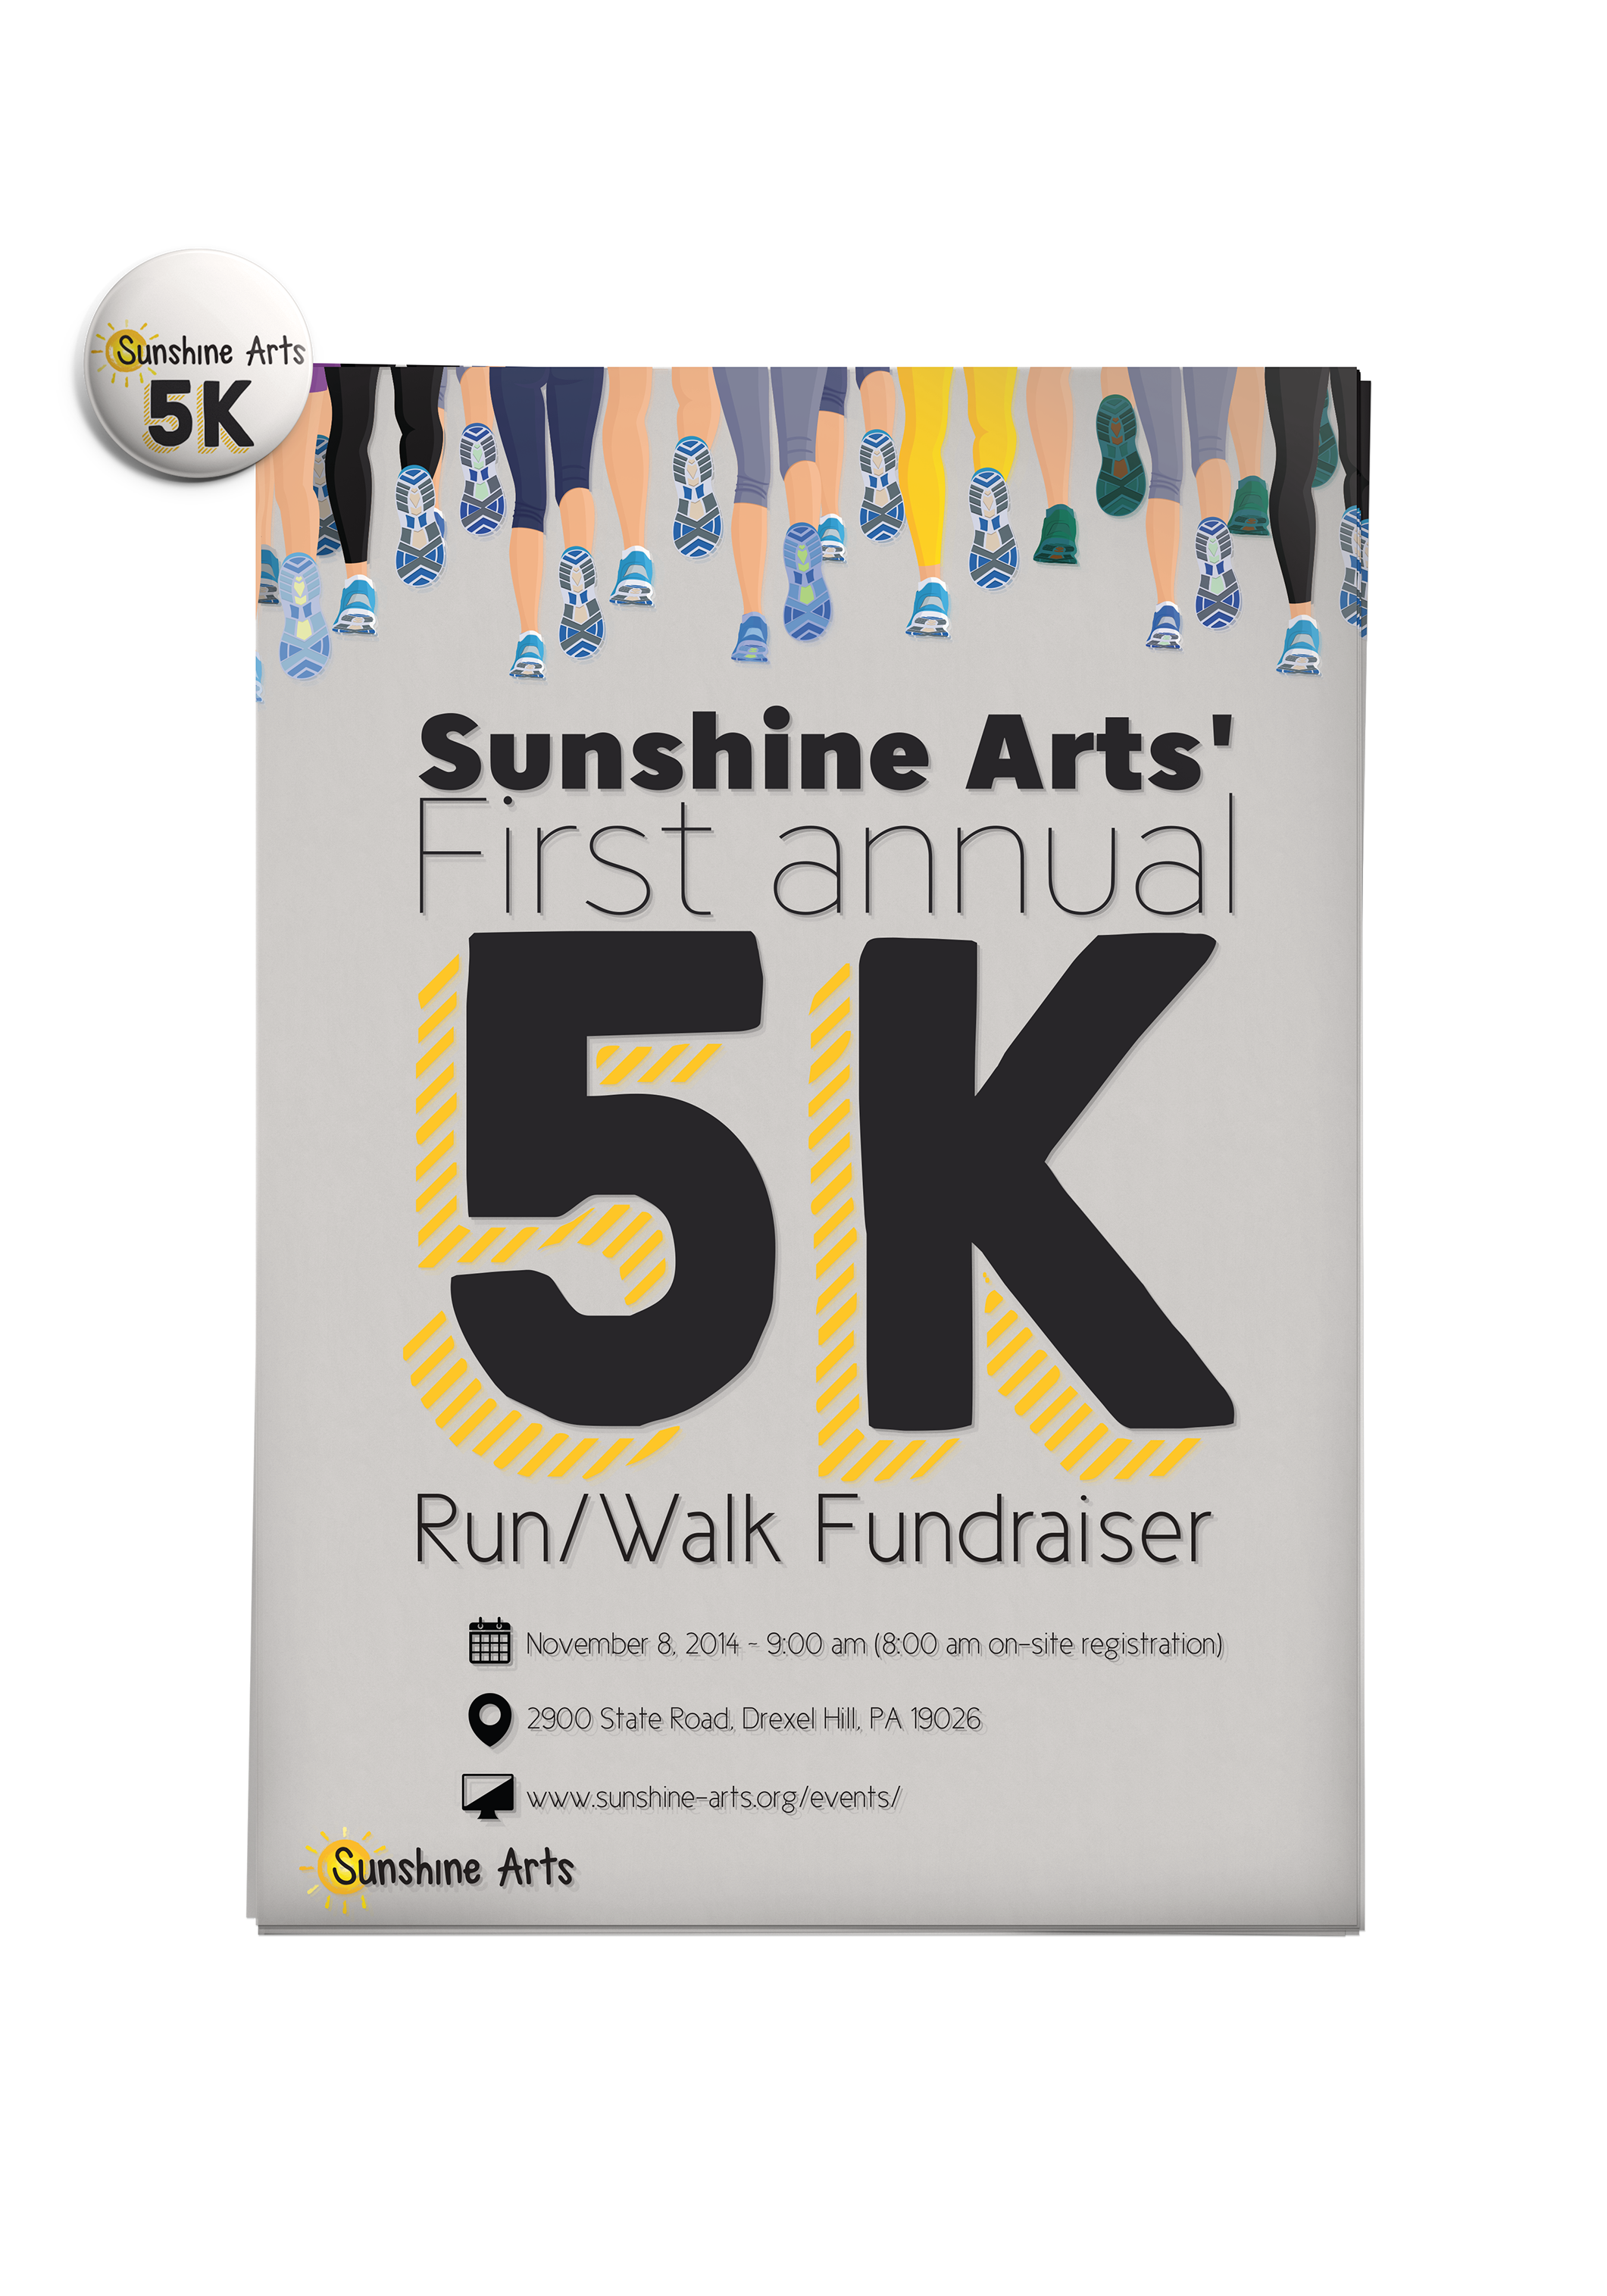 Sunshine Arts
5K
Sunshine Arts'
First annual
5K
Run/Walk Fundraiser
November 8, 2014 ~ 9:00 am (8:00 am on-site registration)
2900 State Road, Drexel Hill, PA 19026
www.sunshine-arts.org/events/
Sunshine Arts